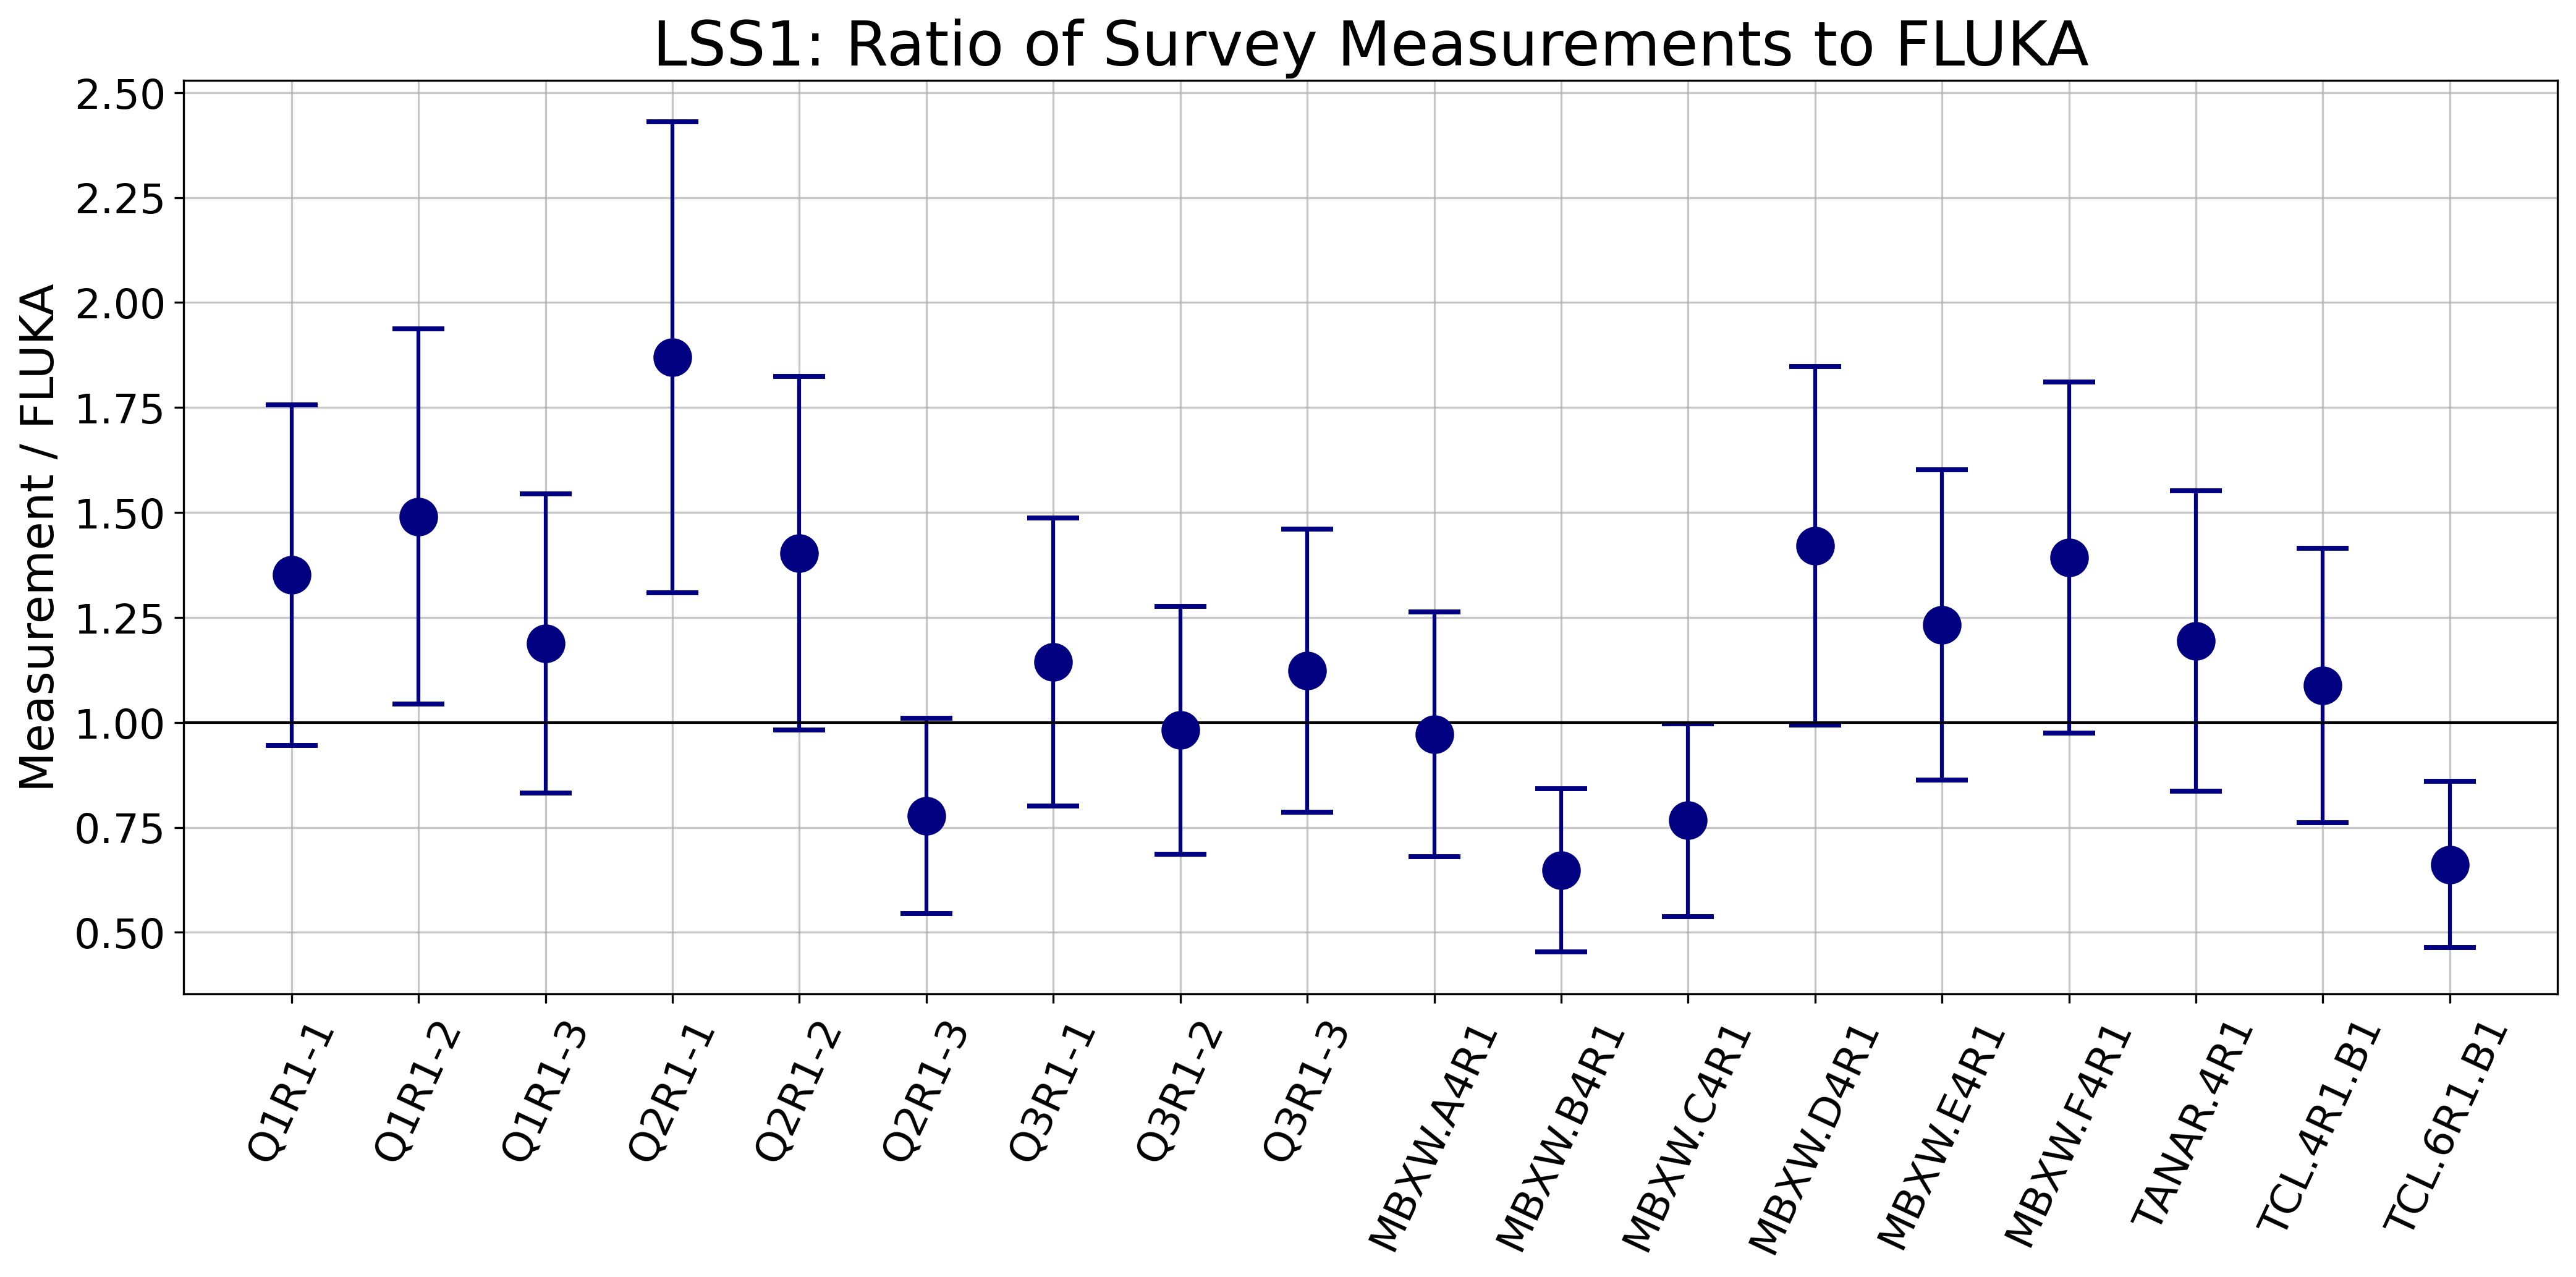 LSS1: Ratio of Survey Measurements to FLUKA
Measurement / FLUKA
2.50
2.25
2.00
1.75
1.50
1.25
1.00
0.75
0.50
Q1R1-1
Q1R1-2
Q1R1-3
Q2R1-1
Q2R1-2
Q2R1-3
Q3R1-1
Q3R1-2
Q3R1-3
MBXW.A4R1
MBXW.B4R1
MBXW.C4R1
MBXW.D4R1
MBXW.E4R1
MBXW.F4R1
TANAR.4R1
TCL.4R1.B1
TCL.6R1.B1